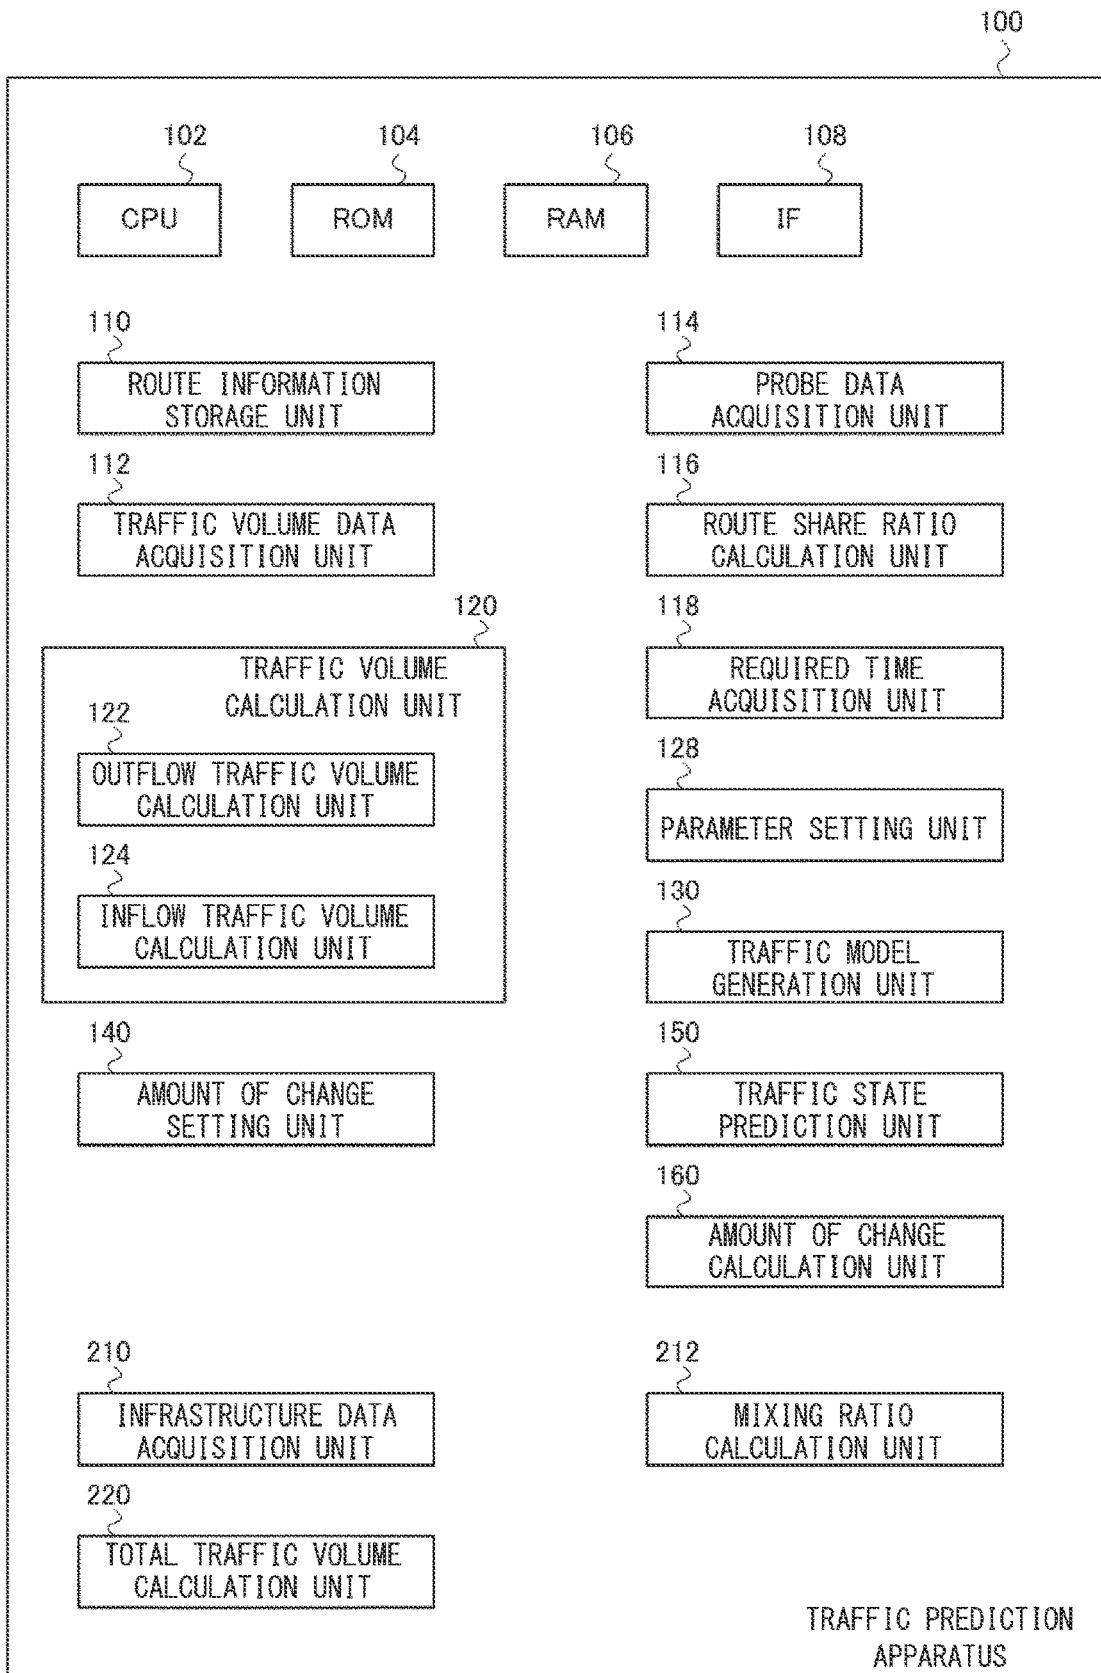 100
102
104
106
108
CPU
ROM
RAM
IF
110
ROUTE INFORMATION
STORAGE UNIT
114
PROBE DATA
ACQUISITION UNIT
112
TRAFFIC VOLUME DATA
ACQUISITION UNIT
116
ROUTE SHARE RATIO
CALCULATION UNIT
120
TRAFFIC VOLUME
CALCULATION UNIT
118
REQUIRED TIME
ACQUISITION UNIT
122
OUTFLOW TRAFFIC VOLUME
CALCULATION UNIT
128
PARAMETER SETTING UNIT
124
INFLOW TRAFFIC VOLUME
CALCULATION UNIT
130
TRAFFIC MODEL
GENERATION UNIT
140
AMOUNT OF CHANGE
SETTING UNIT
150
TRAFFIC STATE
PREDICTION UNIT
160
AMOUNT OF CHANGE
CALCULATION UNIT
210
INFRASTRUCTURE DATA
ACQUISITION UNIT
212
MIXING RATIO
CALCULATION UNIT
220
TOTAL TRAFFIC VOLUME
CALCULATION UNIT
TRAFFIC PREDICTION
APPARATUS